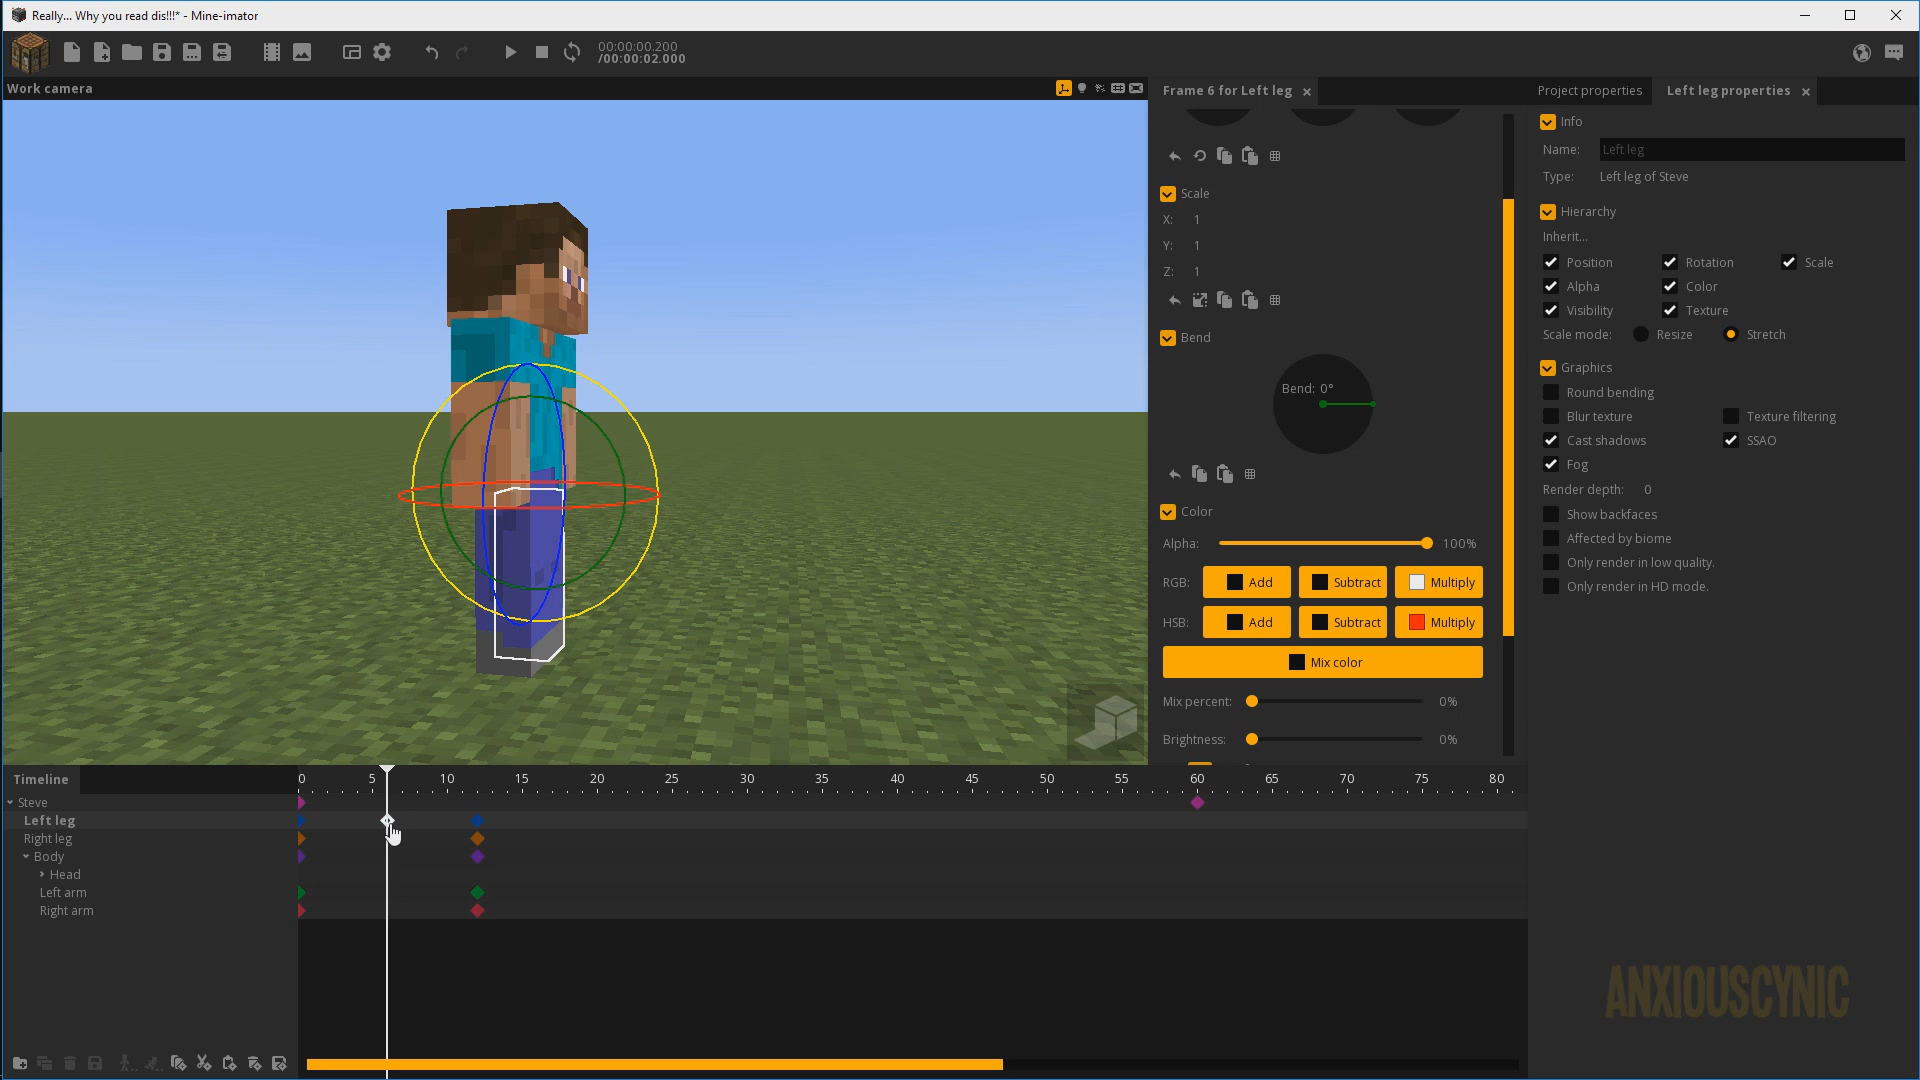 Really... Why you read dis!!!* - Mine-imator
00:00:00.200
/00:00:02.000
Work camera
Frame 6 for Left leg
Project properties
Left leg properties
Scale
X: 1
Y: 1
Z: 1
Bend
Bend: 0°
Color
Alpha: 100%
RGB: Add Subtract Multiply
HSB: Add Subtract Multiply
Mix color
Mix percent: 0%
Brightness: 0%
Info
Name: Left leg
Type: Left leg of Steve
Hierarchy
Inherit...
Position Rotation Scale
Alpha Color
Visibility Texture
Scale mode: Resize Stretch
Graphics
Round bending
Blur texture Texture filtering
Cast shadows SSAO
Fog
Render depth: 0
Show backfaces
Affected by biome
Only render in low quality.
Only render in HD mode.
Timeline
0 5 10 15 20 25 30 35 40 45 50 55 60 65 70 75 80
Steve
Left leg
Right leg
Body
Head
Left arm
Right arm
ANXIOUSCYNIC